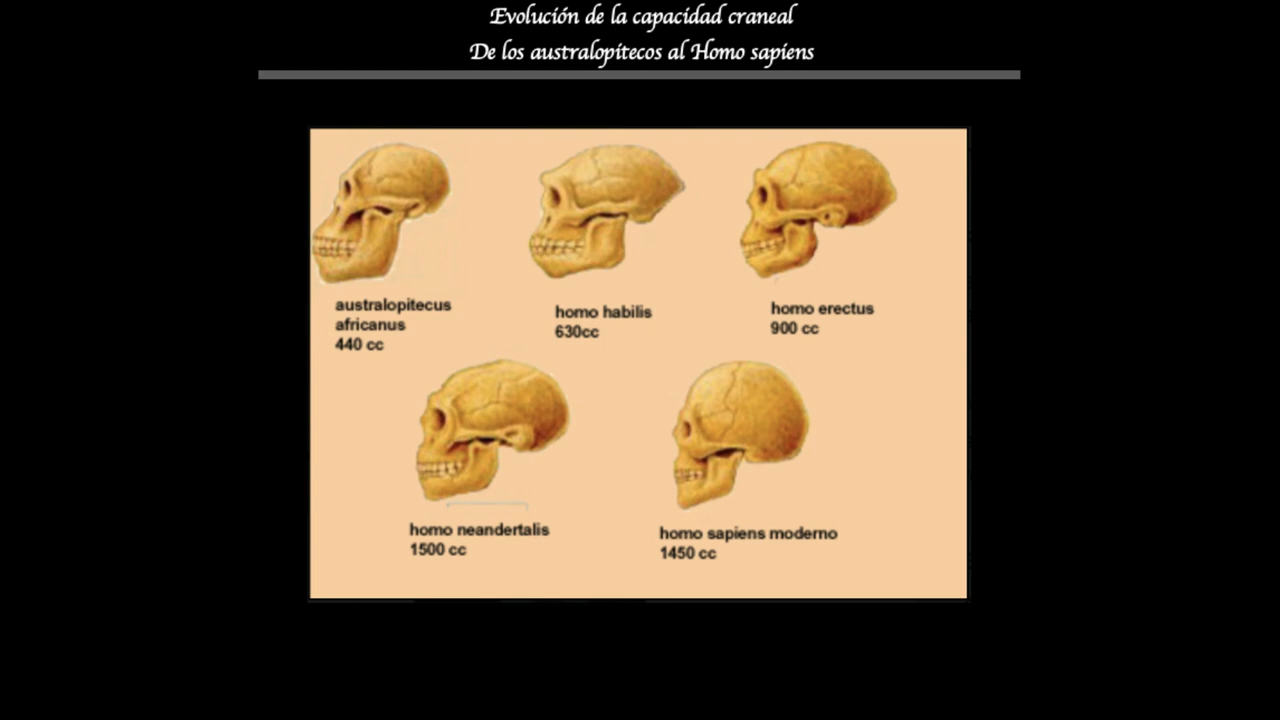 Evolución de la capacidad craneal
De los australopitecos al Homo sapiens
australopitecus
africanus
440 cc
homo habilis
630cc
homo erectus
900 cc
homo neandertalis
1500 cc
homo sapiens moderno
1450 cc